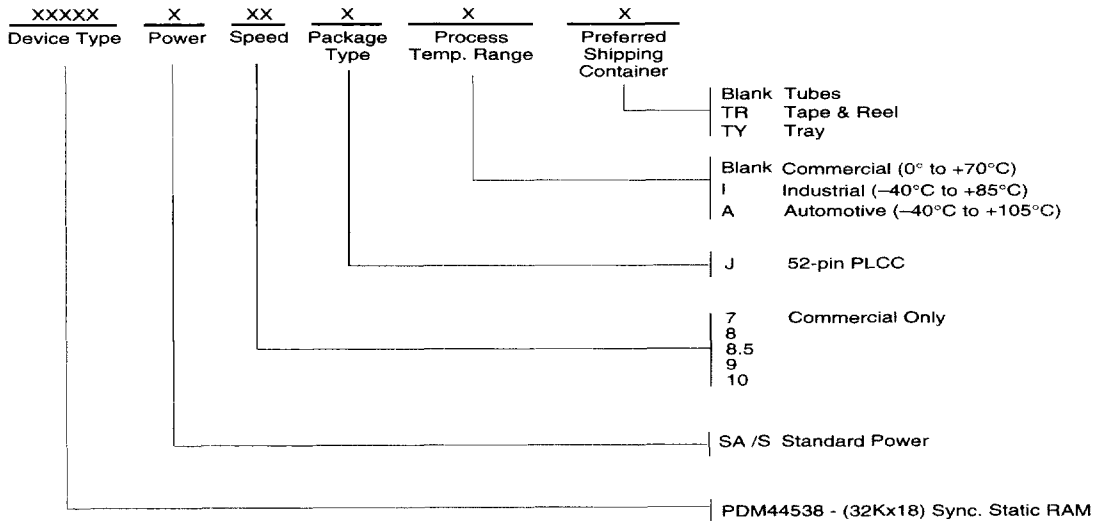 XXXXX X XX X X X
Device Type Power Speed Package Type Process Temp. Range Preferred Shipping Container
Blank Tubes
TR Tape & Reel
TY Tray
Blank Commercial (0° to +70°C)
I Industrial (–40°C to +85°C)
A Automotive (–40°C to +105°C)
J 52-pin PLCC
7 Commercial Only
8
8.5
9
10
SA /S Standard Power
PDM44538 - (32Kx18) Sync. Static RAM